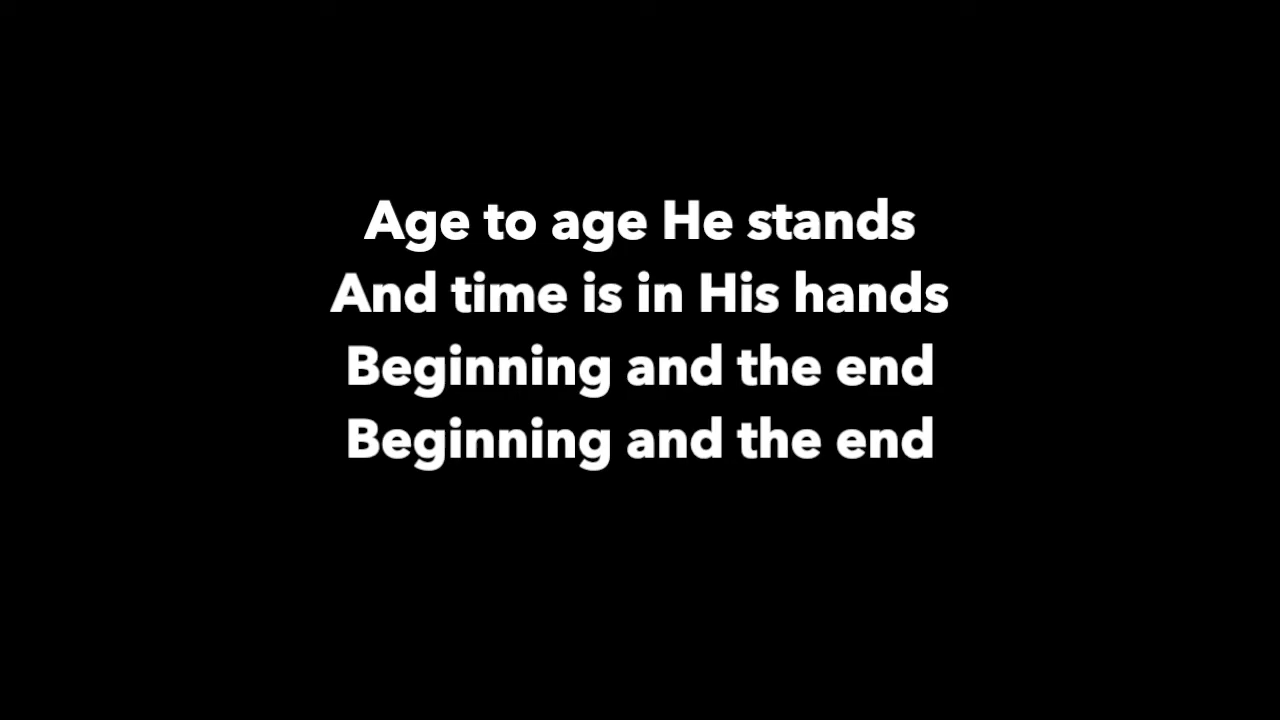 Age to age He stands
And time is in His hands
Beginning and the end
Beginning and the end